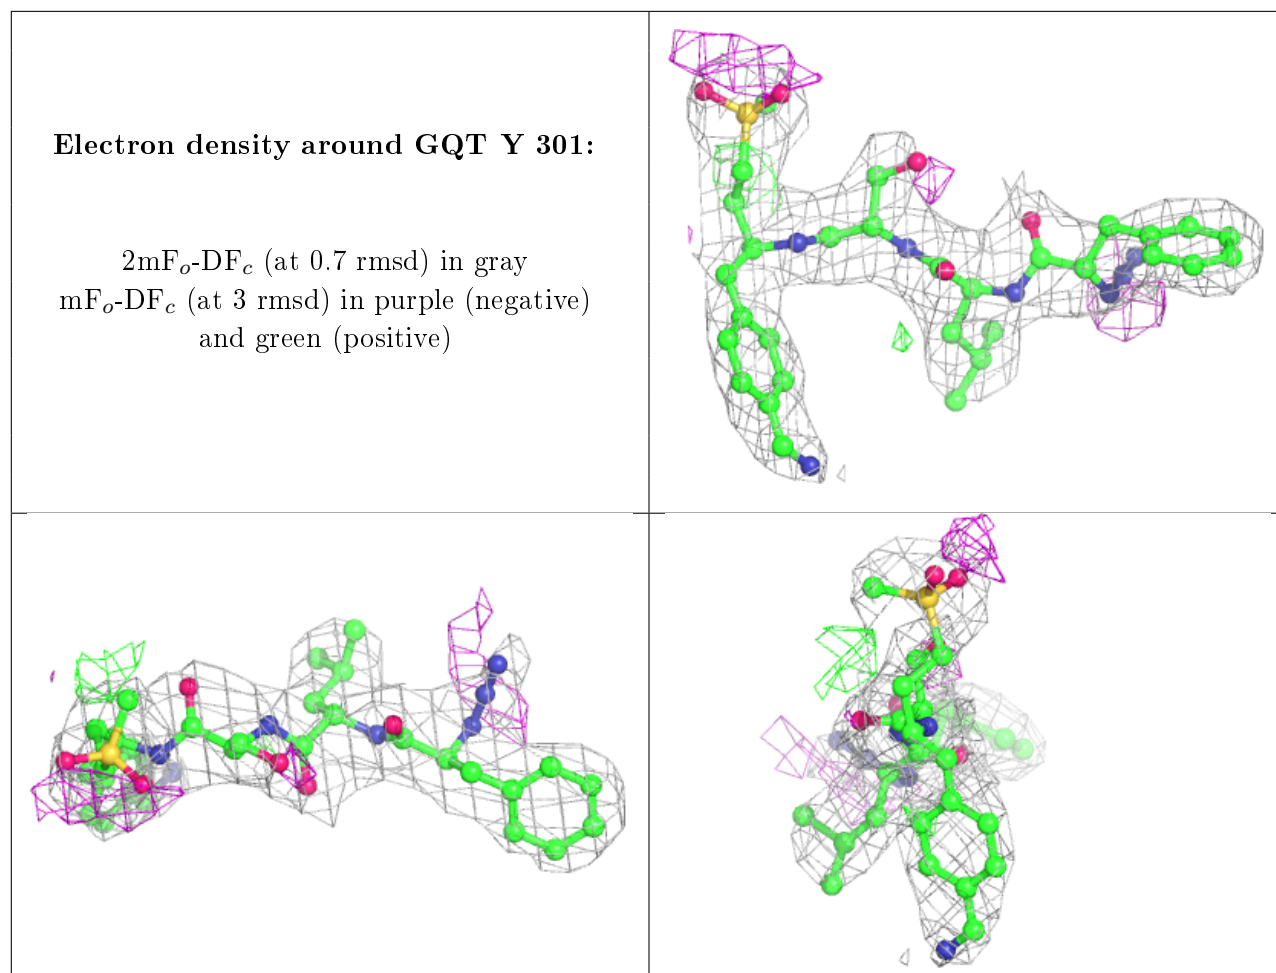 Electron density around GQT Y 301:
2mFo-DFc (at 0.7 rmsd) in gray
mFo-DFc (at 3 rmsd) in purple (negative)
and green (positive)